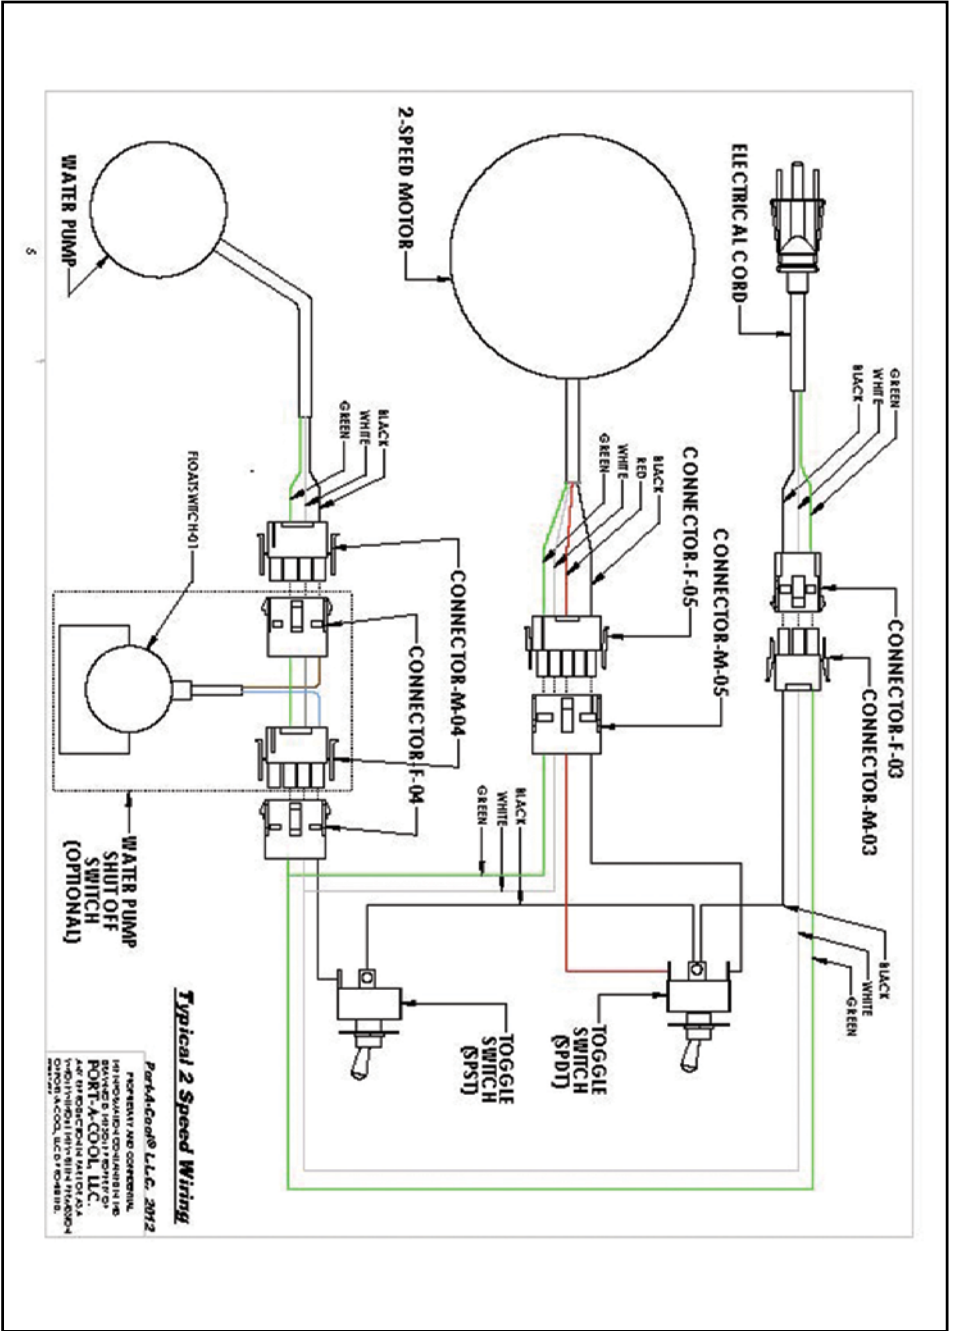 ELECTRICAL CORD
GREEN
WHITE
BLACK
CONNECTOR-F-03
CONNECTOR-M-03
BLACK
WHITE
GREEN
2-SPEED MOTOR
CONNECTOR-F-05
CONNECTOR-M-05
BLACK
RED
WHITE
GREEN
BLACK
WHITE
GREEN
TOGGLE
SWITCH
(SPDT)
TOGGLE
SWITCH
(SPST)
WATER PUMP
BLACK
WHITE
GREEN
CONNECTOR-M-04
CONNECTOR-F-04
FLOATSWITCH-01
WATER PUMP
SHUT OFF
SWITCH
(OPTIONAL)
Typical 2 Speed Wiring
Port-A-Cool® L.L.C. 2012
PROPRIETARY AND CONFIDENTIAL
PORT-A-COOL, LLC.